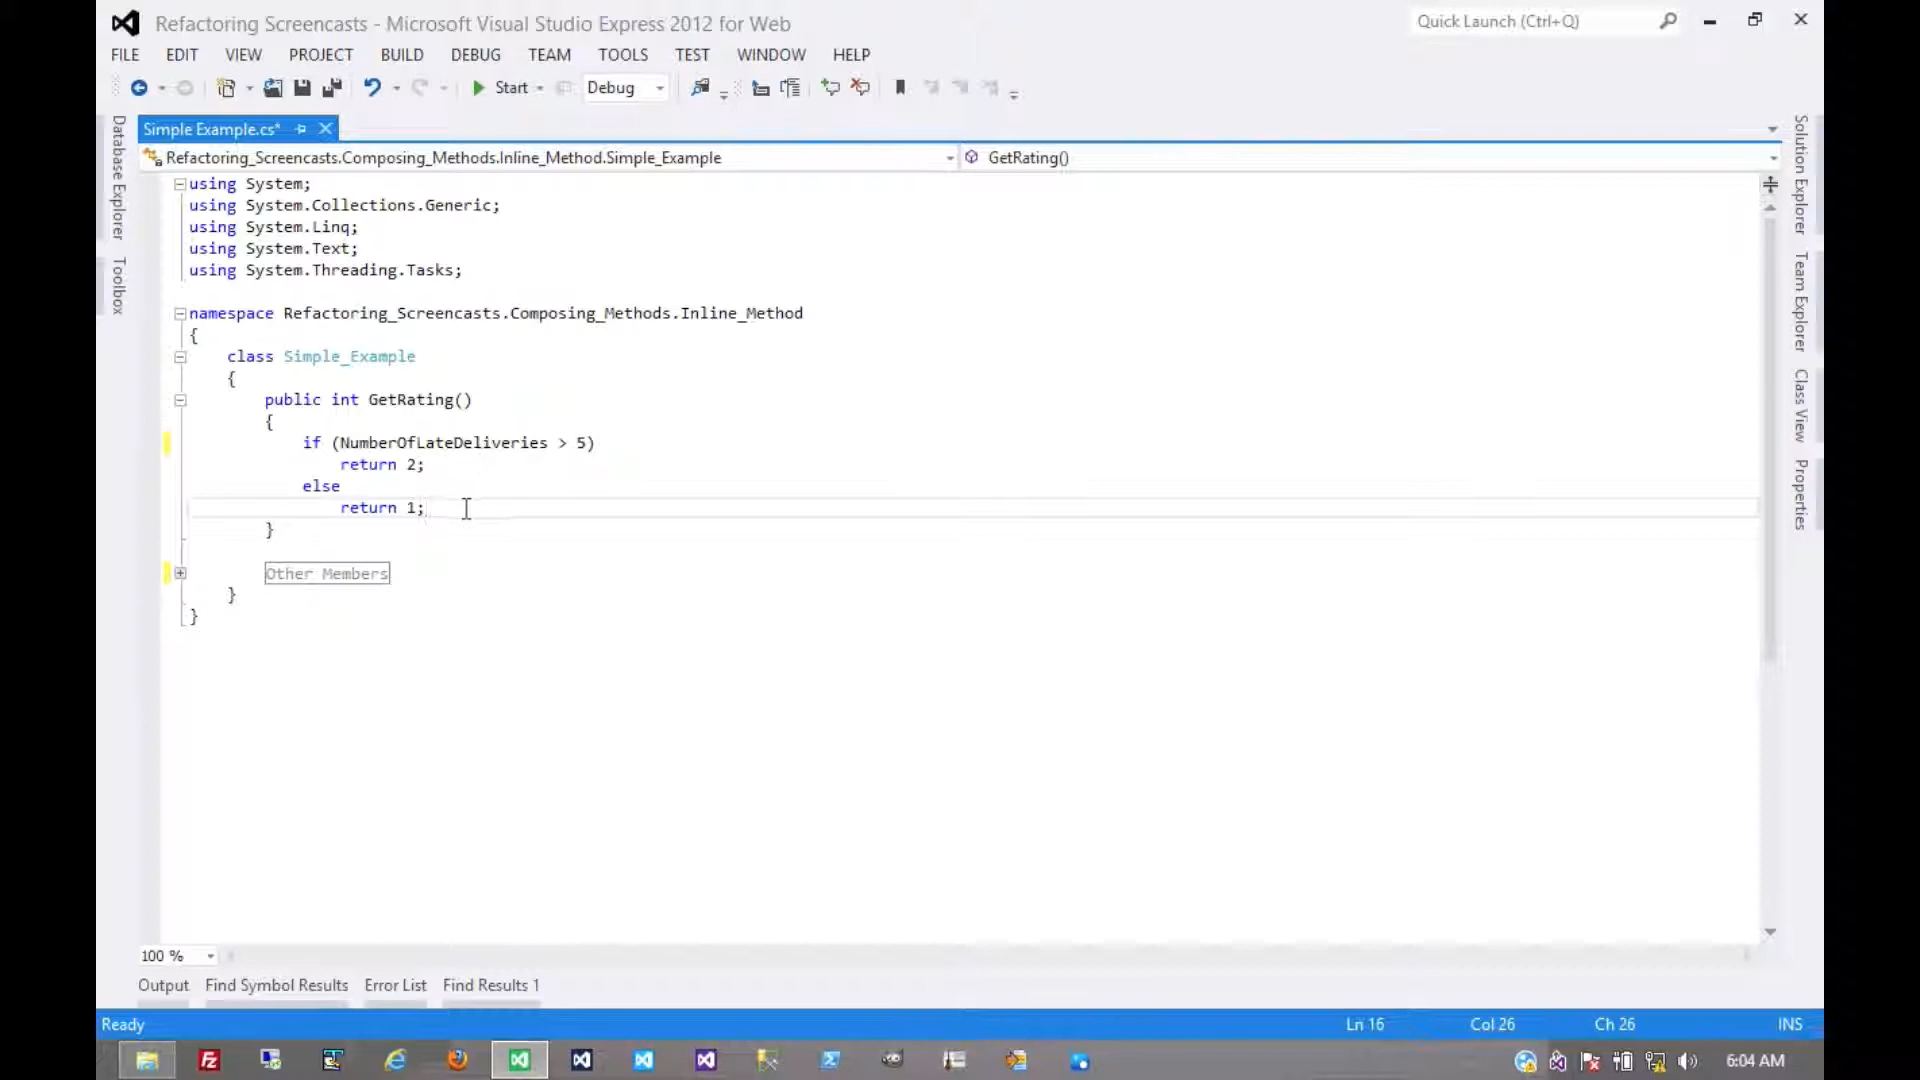 Refactoring Screencasts - Microsoft Visual Studio Express 2012 for Web
Quick Launch (Ctrl+Q)
FILE EDIT VIEW PROJECT BUILD DEBUG TEAM TOOLS TEST WINDOW HELP
Start Debug
Simple Example.cs*
Refactoring_Screencasts.Composing_Methods.Inline_Method.Simple_Example
GetRating()
Database Explorer
Toolbox
using System;
using System.Collections.Generic;
using System.Linq;
using System.Text;
using System.Threading.Tasks;
namespace Refactoring_Screencasts.Composing_Methods.Inline_Method
{
class Simple_Example
{
public int GetRating()
{
if (NumberOfLateDeliveries > 5)
return 2;
else
return 1;
}
Other Members
}
}
Solution Explorer
Team Explorer
Class View
Properties
100 %
Output Find Symbol Results Error List Find Results 1
Ready Ln 16 Col 26 Ch 26 INS
6:04 AM